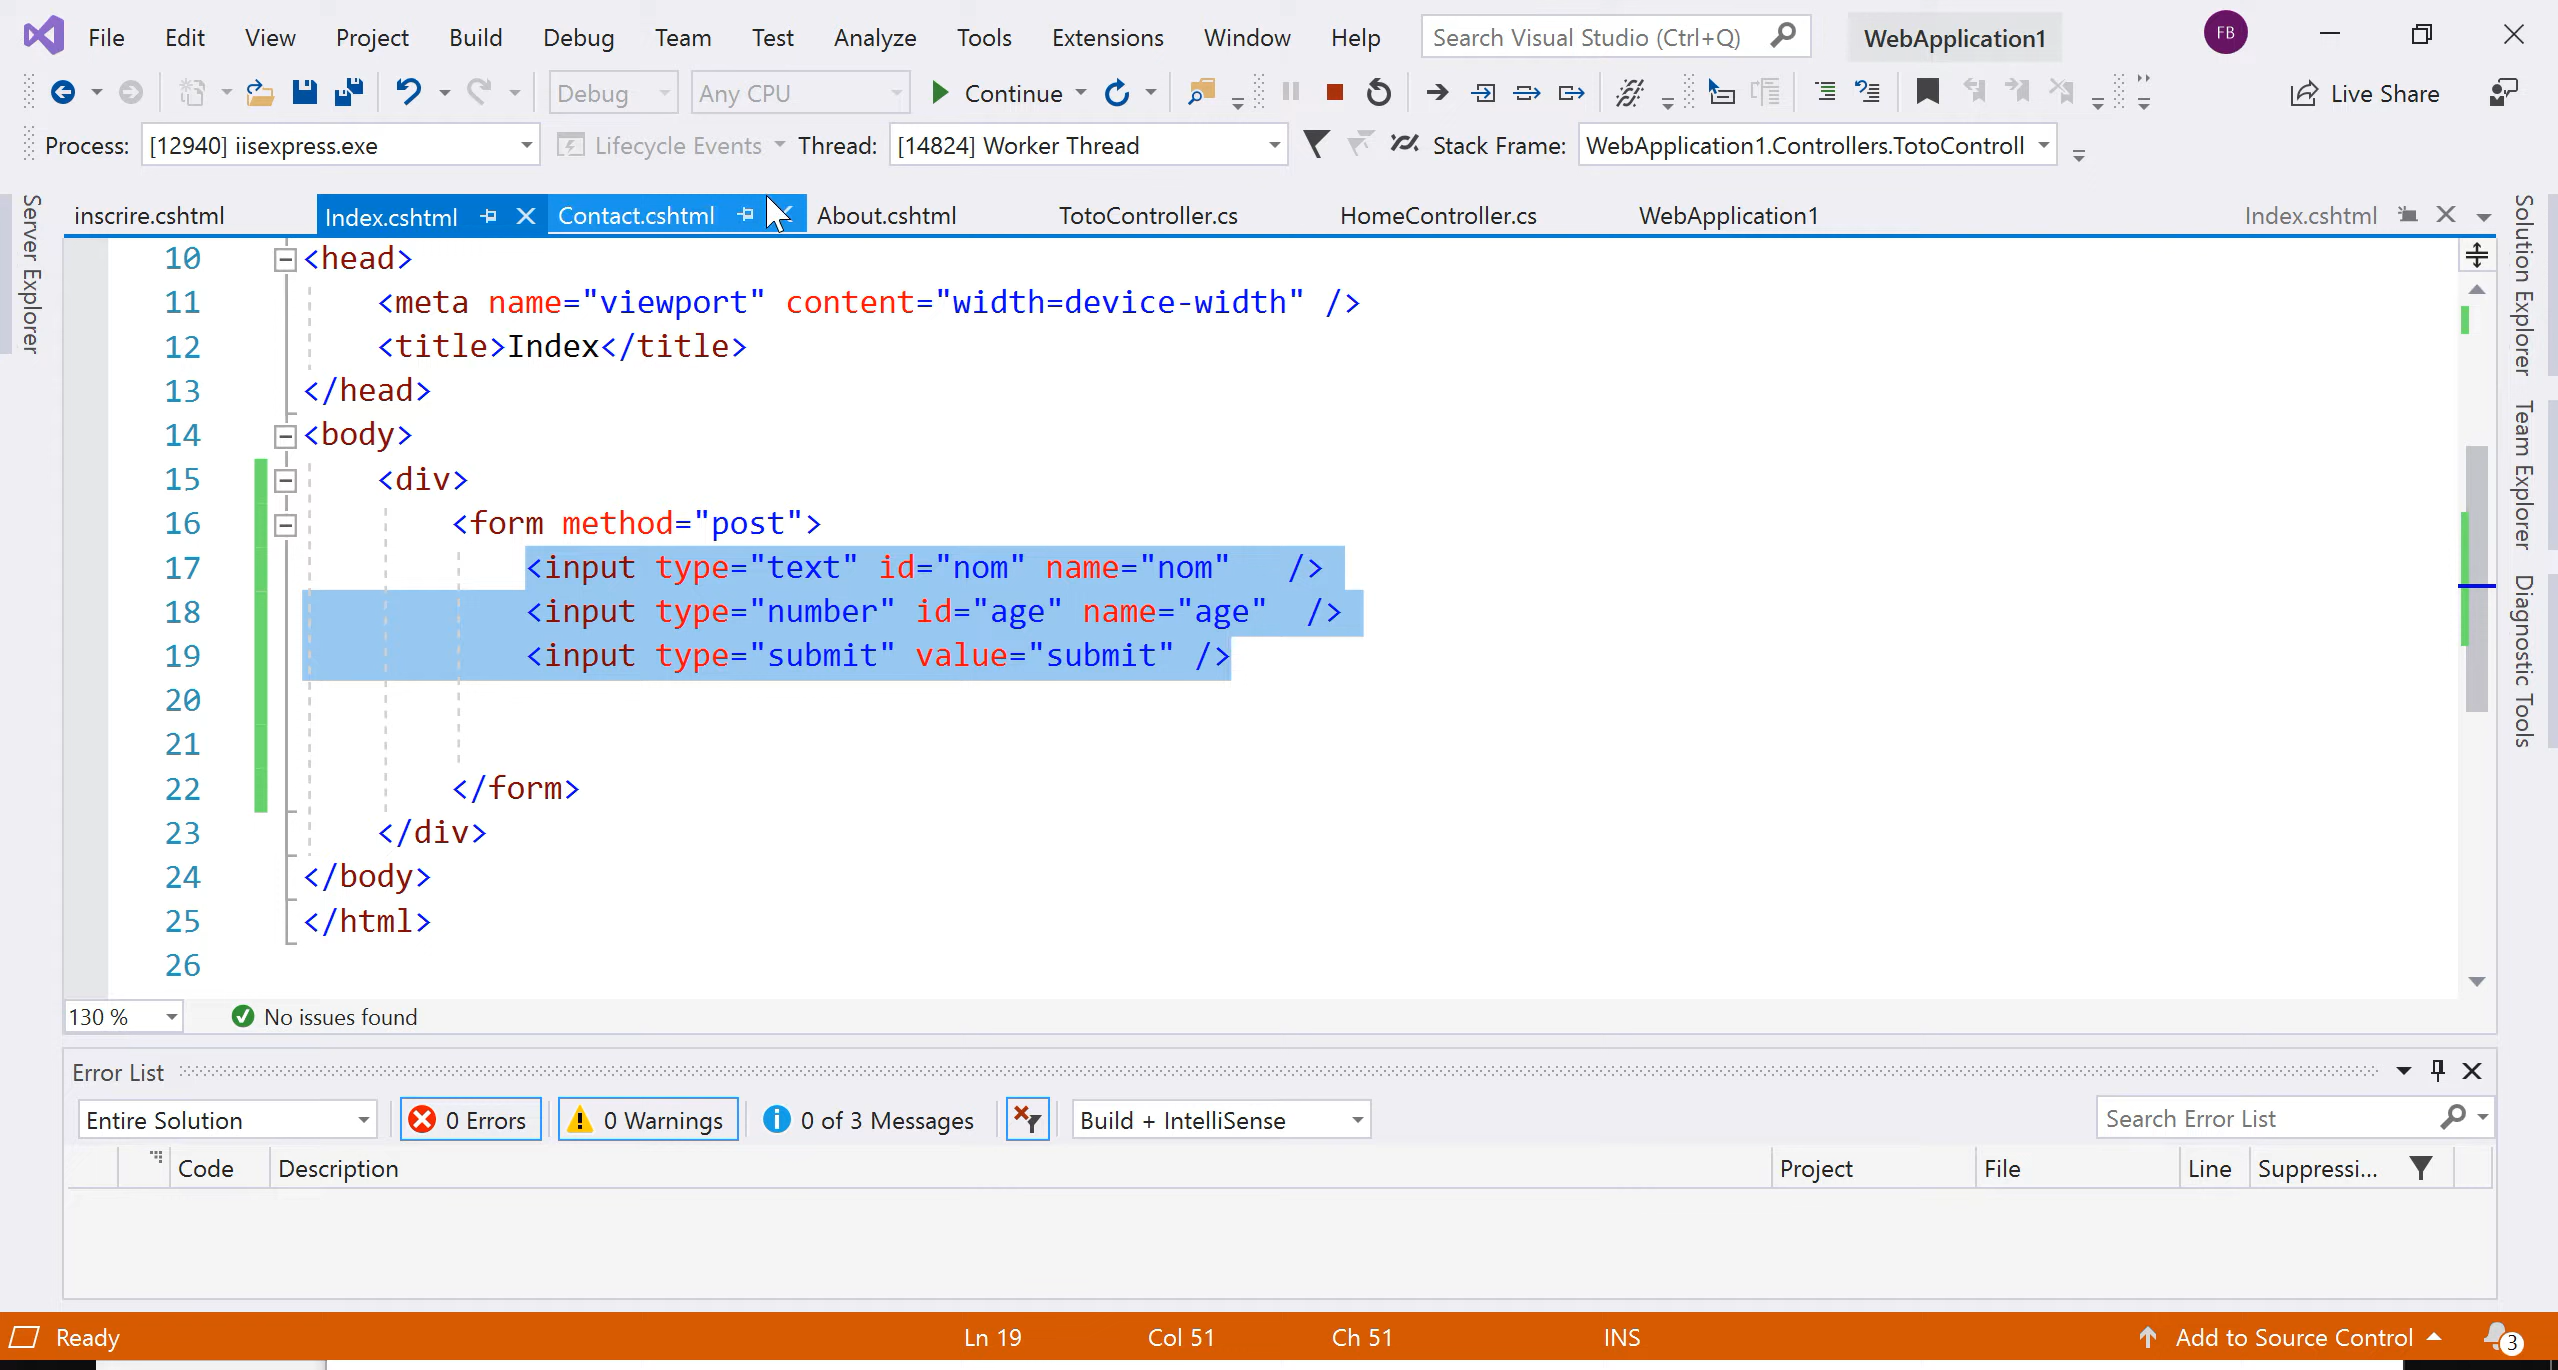 File Edit View Project Build Debug Team Test Analyze Tools Extensions Window Help Search Visual Studio (Ctrl+Q) WebApplication1 FB
Debug Any CPU Continue Live Share
Process: [12940] iisexpress.exe Lifecycle Events Thread: [14824] Worker Thread Stack Frame: WebApplication1.Controllers.TotoControll
Server Explorer
inscrire.cshtml Index.cshtml Contact.cshtml About.cshtml TotoController.cs HomeController.cs WebApplication1 Index.cshtml
10 <head>
11 <meta name="viewport" content="width=device-width" />
12 <title>Index</title>
13 </head>
14 <body>
15 <div>
16 <form method="post">
17 <input type="text" id="nom" name="nom" />
18 <input type="number" id="age" name="age" />
19 <input type="submit" value="submit" />
20
21
22 </form>
23 </div>
24 </body>
25 </html>
26
Solution Explorer
Team Explorer
Diagnostic Tools
130 % No issues found
Error List
Entire Solution 0 Errors 0 Warnings 0 of 3 Messages Build + IntelliSense Search Error List
Code Description Project File Line Suppressi...
Ready Ln 19 Col 51 Ch 51 INS Add to Source Control 3